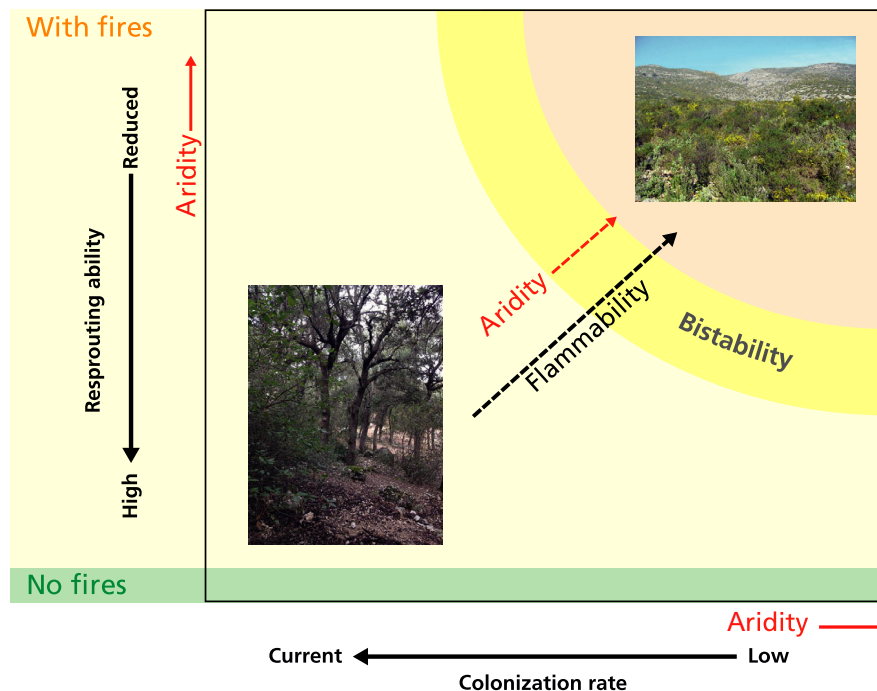 With fires
Reduced
Aridity
Resprouting ability
High
Aridity
Flammability
Bistability
No fires
Aridity
Current
Low
Colonization rate